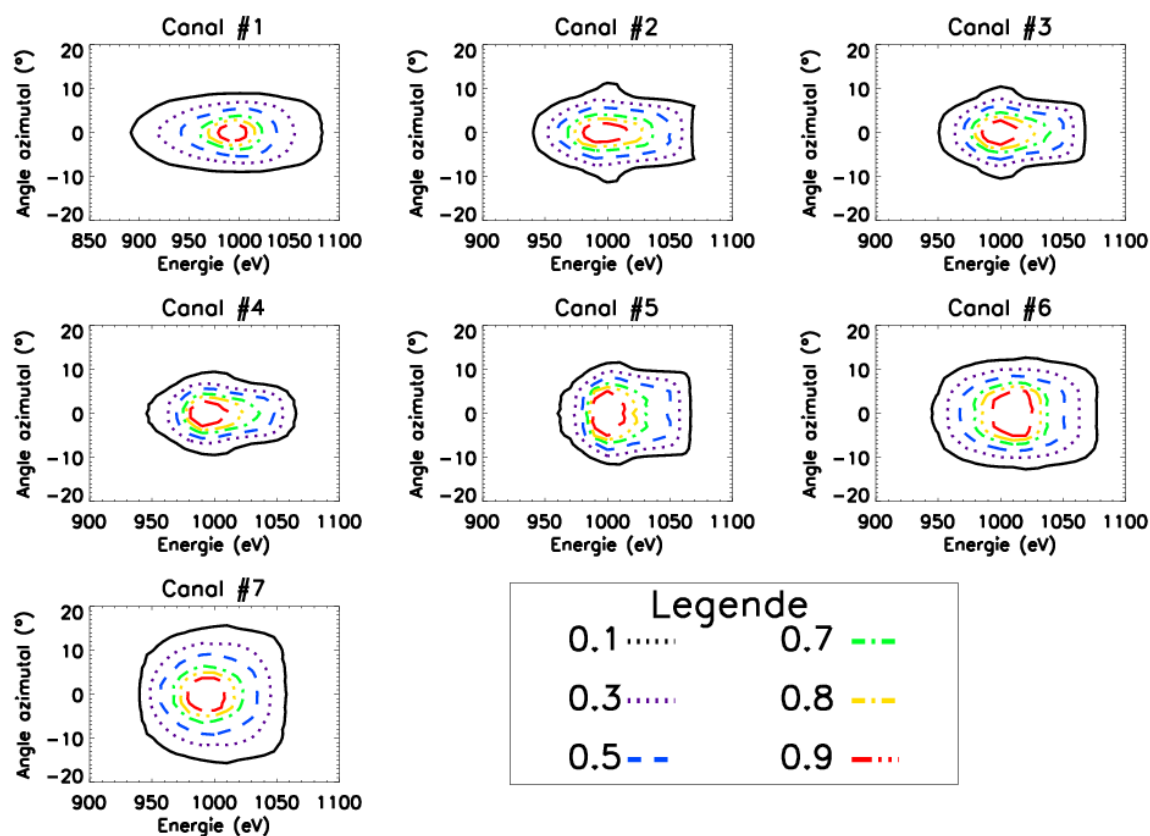 Canal #1
20
10
0
-10
-20
Angle azimutal (°)
850 900 950 1000 1050 1100
Energie (eV)
Canal #2
20
10
0
-10
-20
Angle azimutal (°)
900 950 1000 1050 1100
Energie (eV)
Canal #3
20
10
0
-10
-20
Angle azimutal (°)
900 950 1000 1050 1100
Energie (eV)
Canal #4
20
10
0
-10
-20
Angle azimutal (°)
900 950 1000 1050 1100
Energie (eV)
Canal #5
20
10
0
-10
-20
Angle azimutal (°)
900 950 1000 1050 1100
Energie (eV)
Canal #6
20
10
0
-10
-20
Angle azimutal (°)
900 950 1000 1050 1100
Energie (eV)
Canal #7
20
10
0
-10
-20
Angle azimutal (°)
900 950 1000 1050 1100
Energie (eV)
Legende
0.1 0.7
0.3 0.8
0.5 0.9